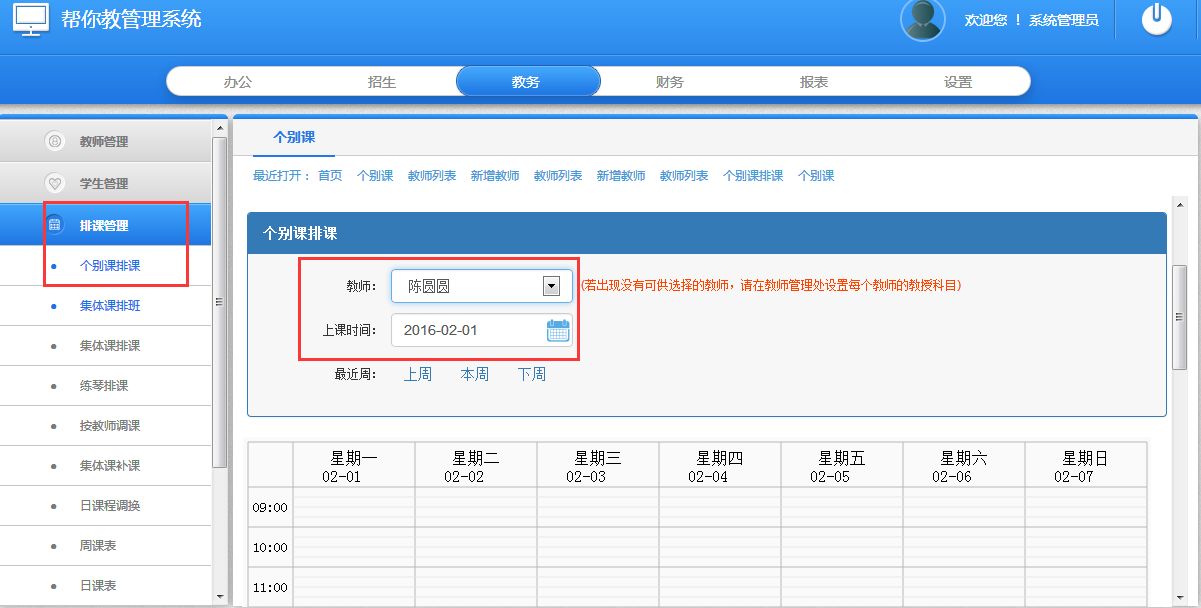 帮你教管理系统
欢迎您 ！ 系统管理员
办公 招生 教务 财务 报表 设置
教师管理
学生管理
排课管理
个别课排课
集体课排班
集体课排课
练琴排课
按教师调课
集体课补课
日课程调换
周课表
日课表
个别课
最近打开： 首页 个别课 教师列表 新增教师 教师列表 新增教师 教师列表 个别课排课 个别课
个别课排课
教师： 陈圆圆 (若出现没有可供选择的教师，请在教师管理处设置每个教师的教授科目)
上课时间： 2016-02-01
最近周： 上周 本周 下周
星期一 星期二 星期三 星期四 星期五 星期六 星期日
02-01 02-02 02-03 02-04 02-05 02-06 02-07
09:00
10:00
11:00